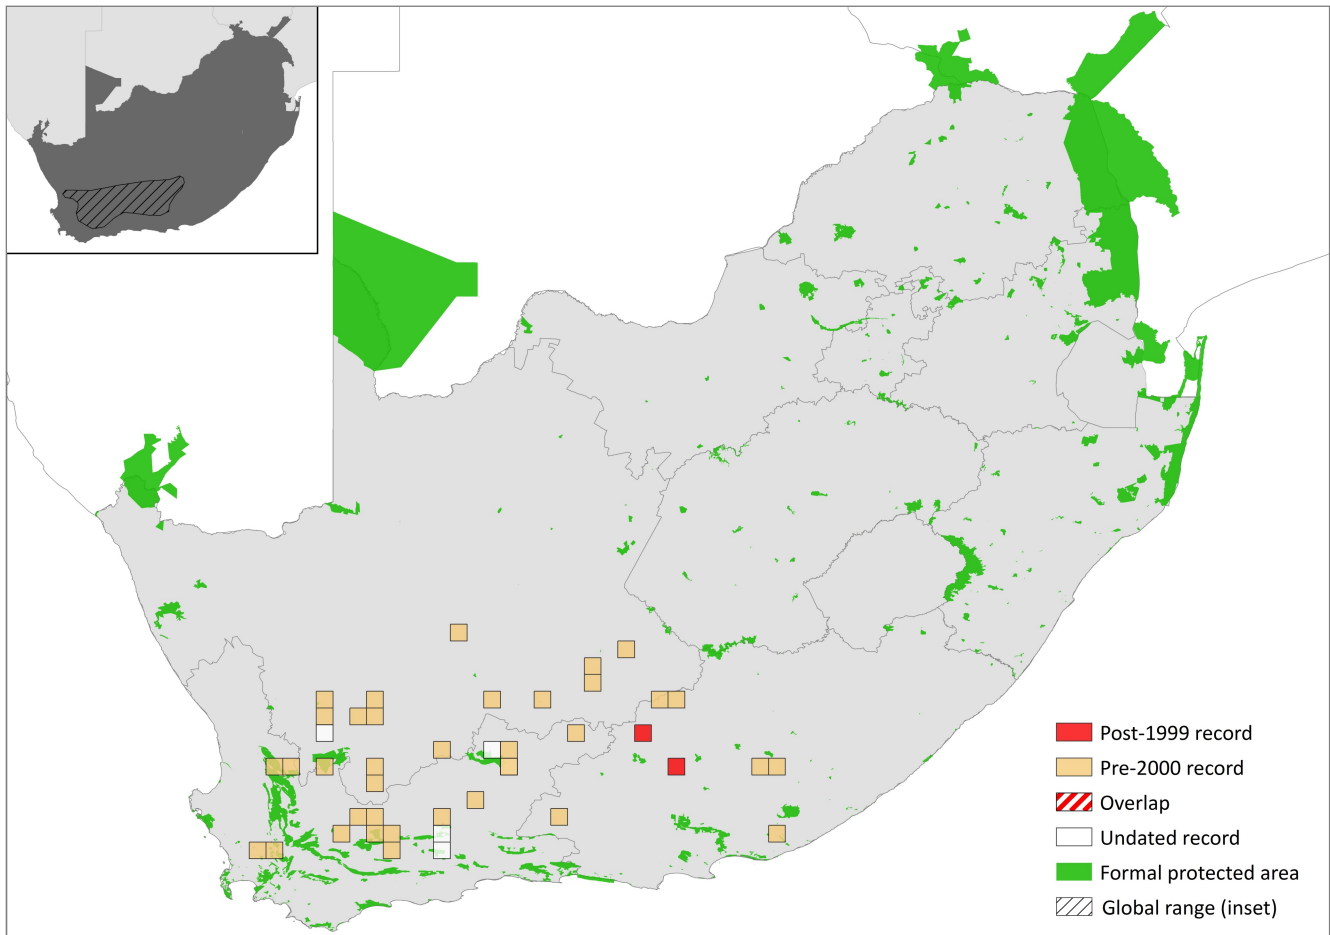 Post-1999 record
Pre-2000 record
Overlap
Undated record
Formal protected area
Global range (inset)